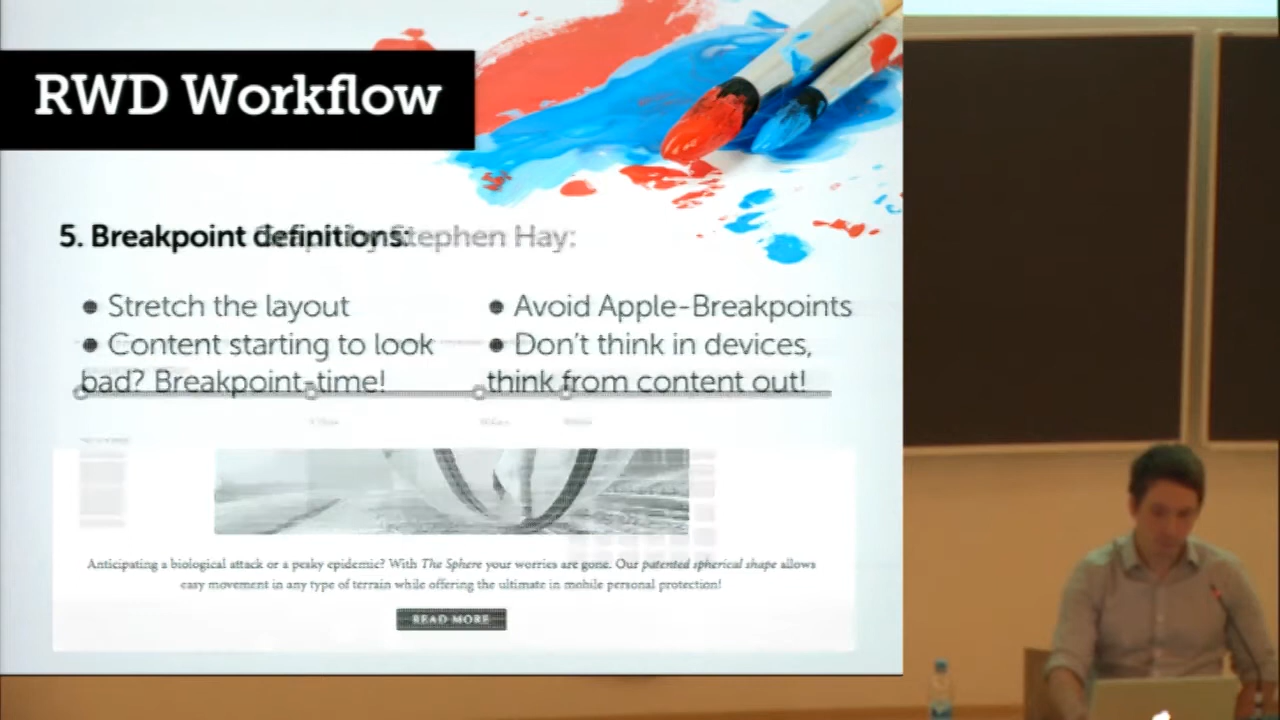 RWD Workflow
5. Breakpoint definitions:
Stephen Hay:
● Stretch the layout
● Content starting to look
bad? Breakpoint-time!
● Avoid Apple-Breakpoints
● Don't think in devices,
think from content out!
Anticipating a biological attack or a pesky epidemic? With The Sphere your worries are gone. Our patented spherical shape allows
easy movement in any type of terrain while offering the ultimate in mobile personal protection!
READ MORE